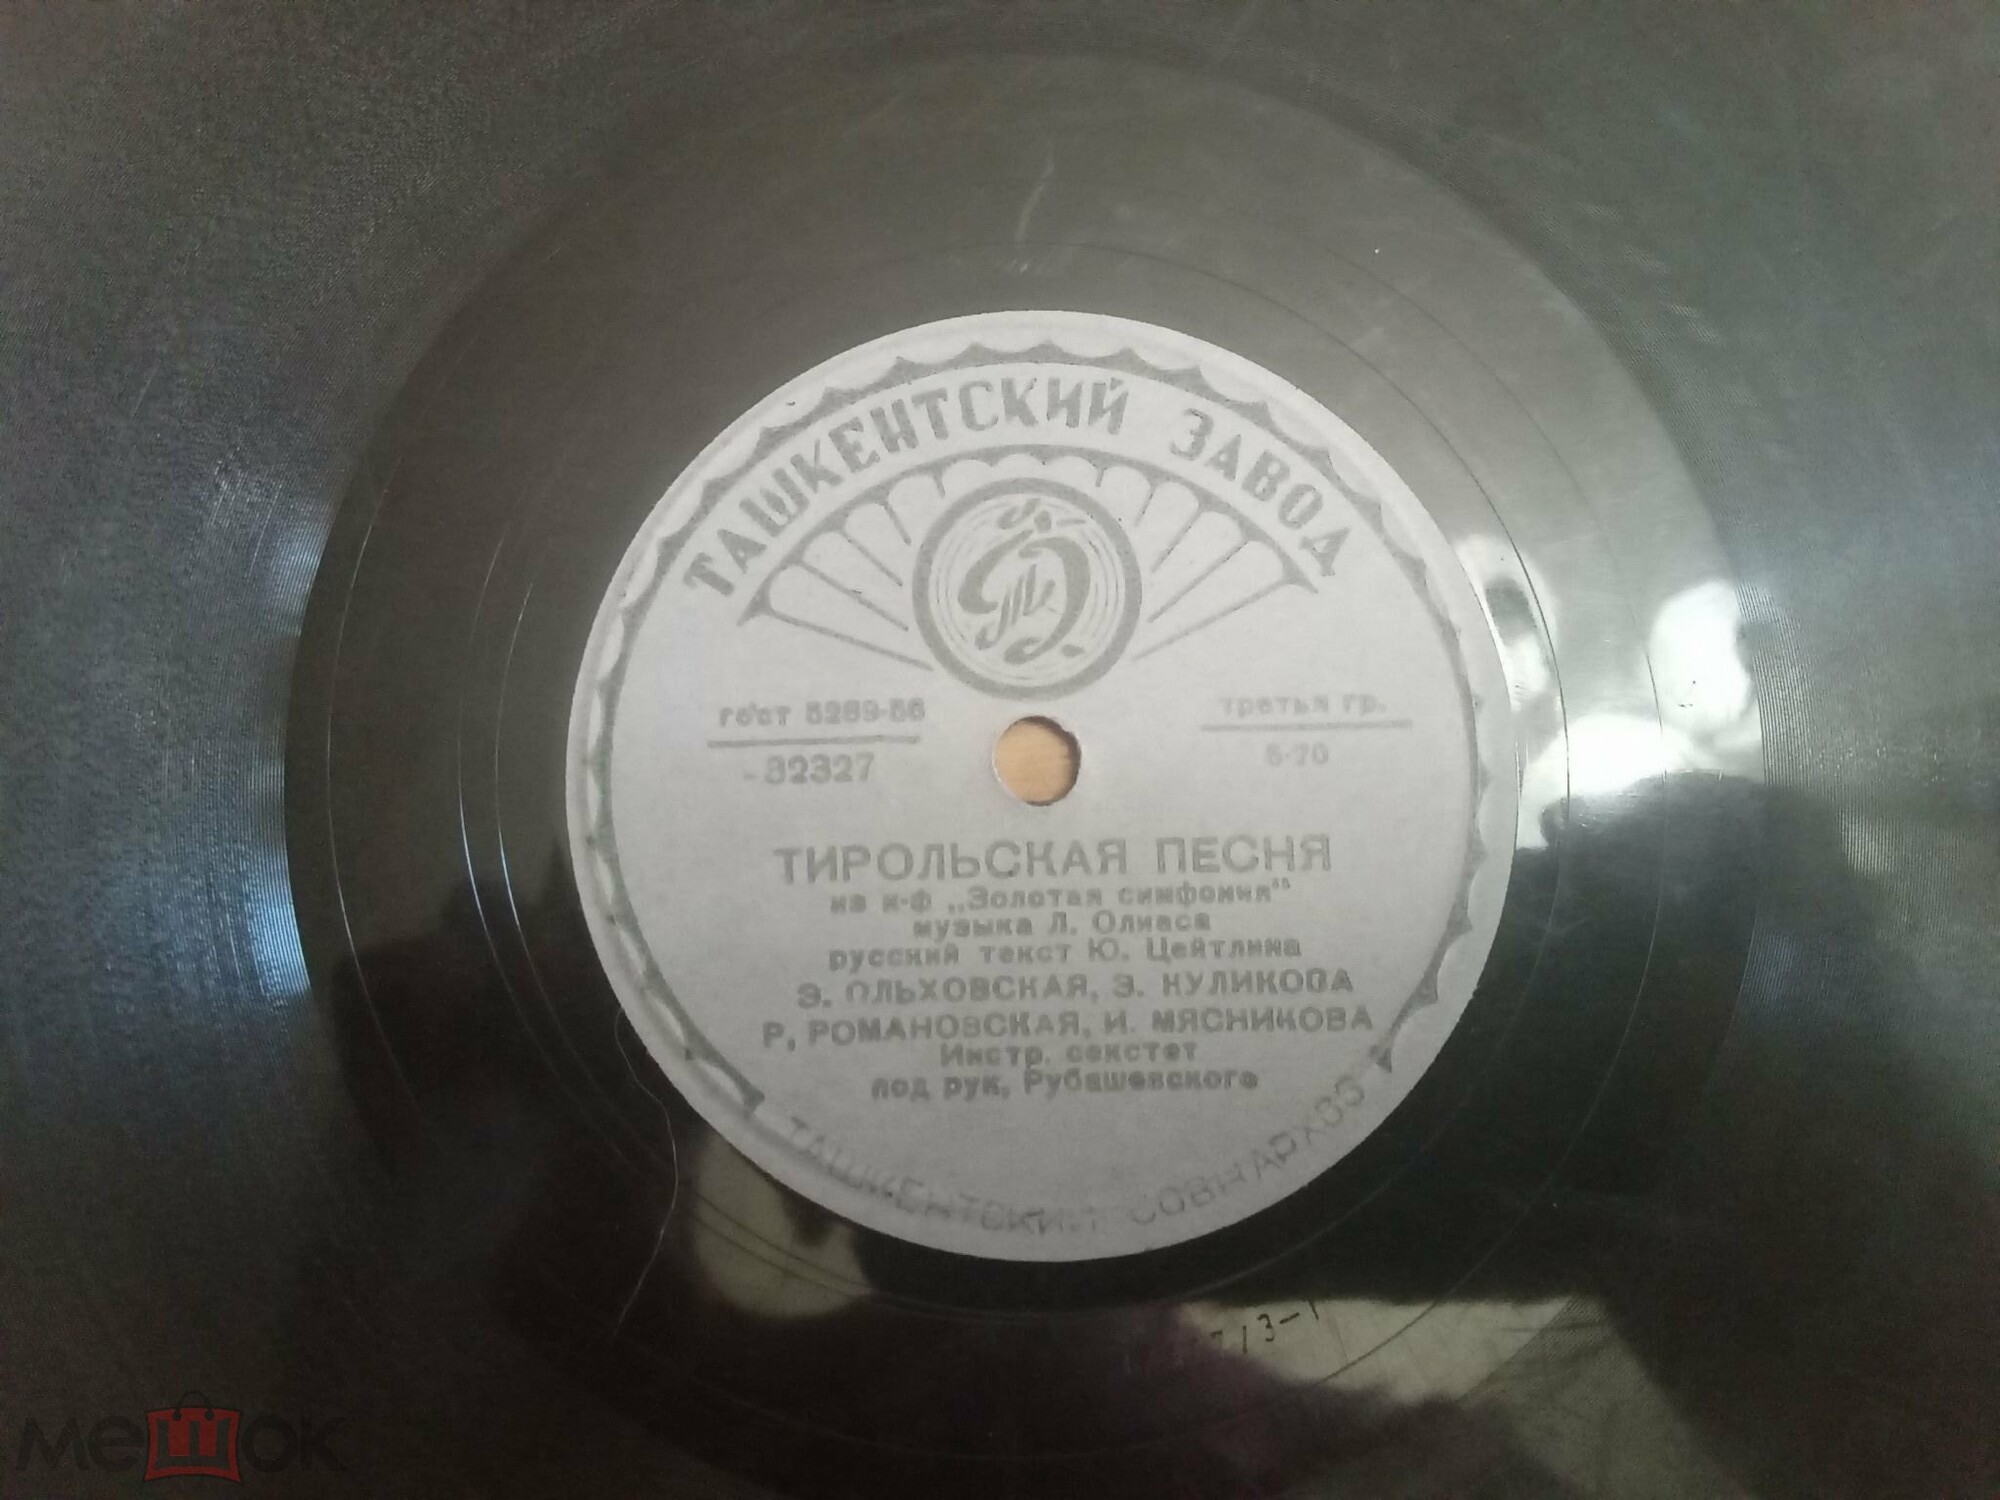 ТАШКЕНТСКИЙ ЗАВОД
гост 5289-56
третья гр.
-32327
5-70
ТИРОЛЬСКАЯ ПЕСНЯ
из к-ф „Золотая симфония"
музыка Л. Олиаса
русский текст Ю. Цейтлина
Э. ОЛЬХОВСКАЯ, З. КУЛИКОВА
Р. РОМАНОВСКАЯ, И. МЯСНИКОВА
Инстр. секстет
под рук, Рубашевского
ТАШКЕНТСКИЙ СОВНАРХОЗ
мешок